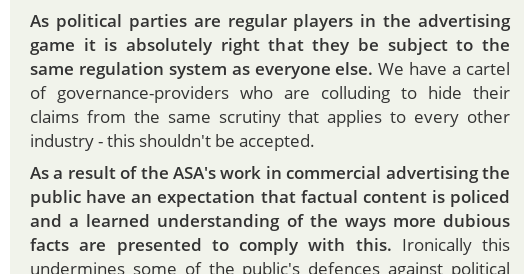 As political parties are regular players in the advertising
game it is absolutely right that they be subject to the
same regulation system as everyone else. We have a cartel
of governance-providers who are colluding to hide their
claims from the same scrutiny that applies to every other
industry - this shouldn't be accepted.
As a result of the ASA's work in commercial advertising the
public have an expectation that factual content is policed
and a learned understanding of the ways more dubious
facts are presented to comply with this. Ironically this
undermines some of the public's defences against political